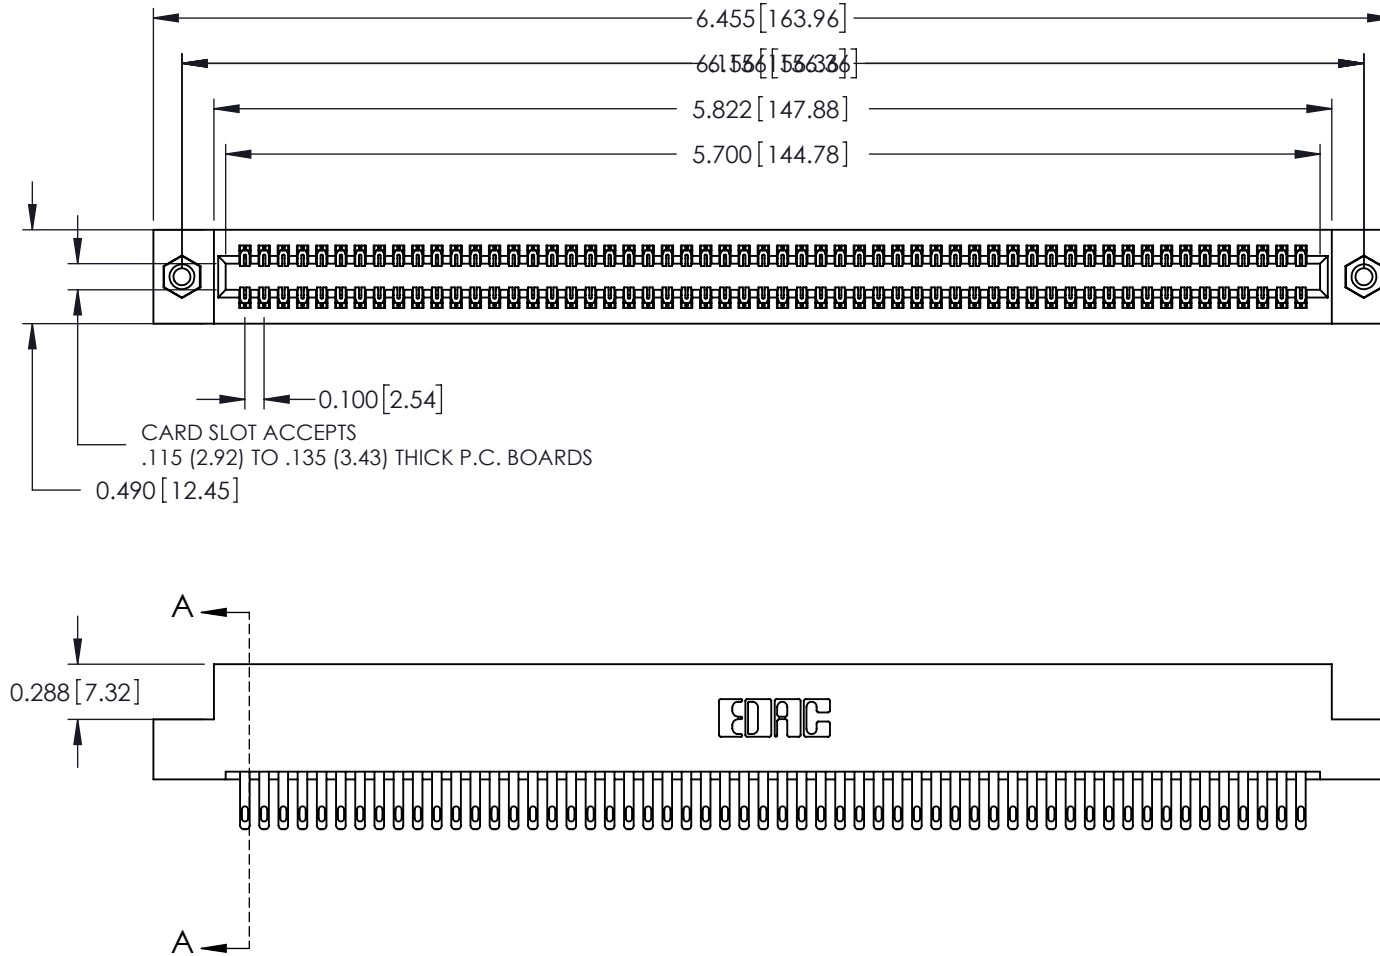 6.455[163.96]
5.822[147.88]
5.700[144.78]
0.100[2.54]
CARD SLOT ACCEPTS
.115 (2.92) TO .135 (3.43) THICK P.C. BOARDS
0.490[12.45]
A
0.288[7.32]
EDAC
A